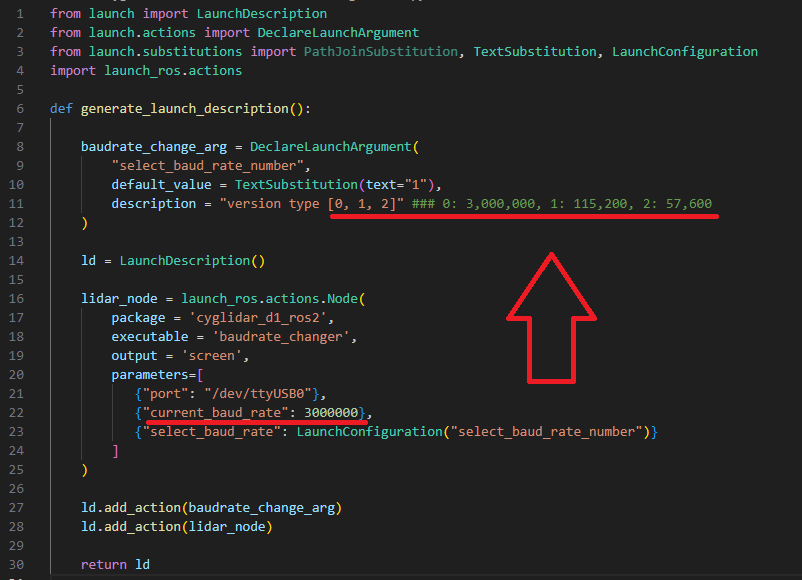 1 from launch import LaunchDescription
2 from launch.actions import DeclareLaunchArgument
3 from launch.substitutions import PathJoinSubstitution, TextSubstitution, LaunchConfiguration
4 import launch_ros.actions
5
6 def generate_launch_description():
7
8 baudrate_change_arg = DeclareLaunchArgument(
9 "select_baud_rate_number",
10 default_value = TextSubstitution(text="1"),
11 description = "version type [0, 1, 2]" ### 0: 3,000,000, 1: 115,200, 2: 57,600
12 )
13
14 ld = LaunchDescription()
15
16 lidar_node = launch_ros.actions.Node(
17 package = 'cyglidar_d1_ros2',
18 executable = 'baudrate_changer',
19 output = 'screen',
20 parameters=[
21 {"port": "/dev/ttyUSB0"},
22 {"current_baud_rate": 3000000},
23 {"select_baud_rate": LaunchConfiguration("select_baud_rate_number")}
24 ]
25 )
26
27 ld.add_action(baudrate_change_arg)
28 ld.add_action(lidar_node)
29
30 return ld